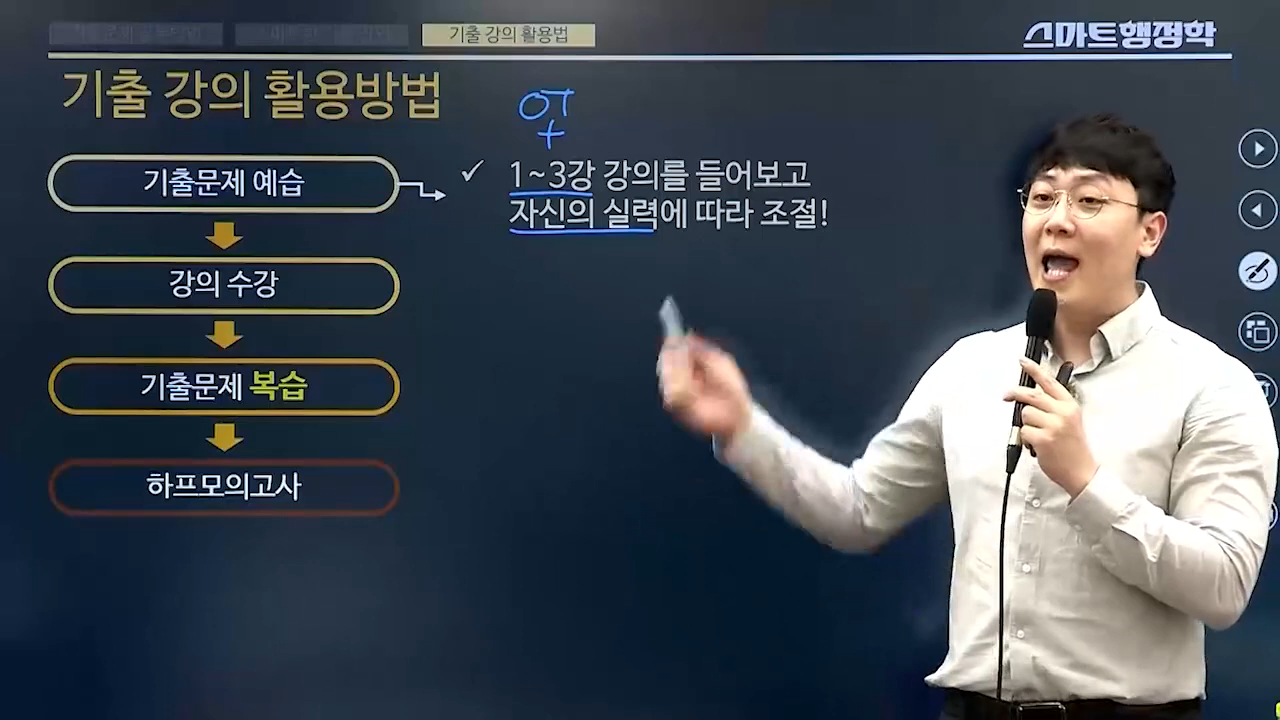 기출 강의 활용법
스마트행정학
기출 강의 활용방법
OT
+
기출문제 예습
✓ 1~3강 강의를 들어보고
자신의 실력에 따라 조절!
강의 수강
기출문제 복습
하프모의고사